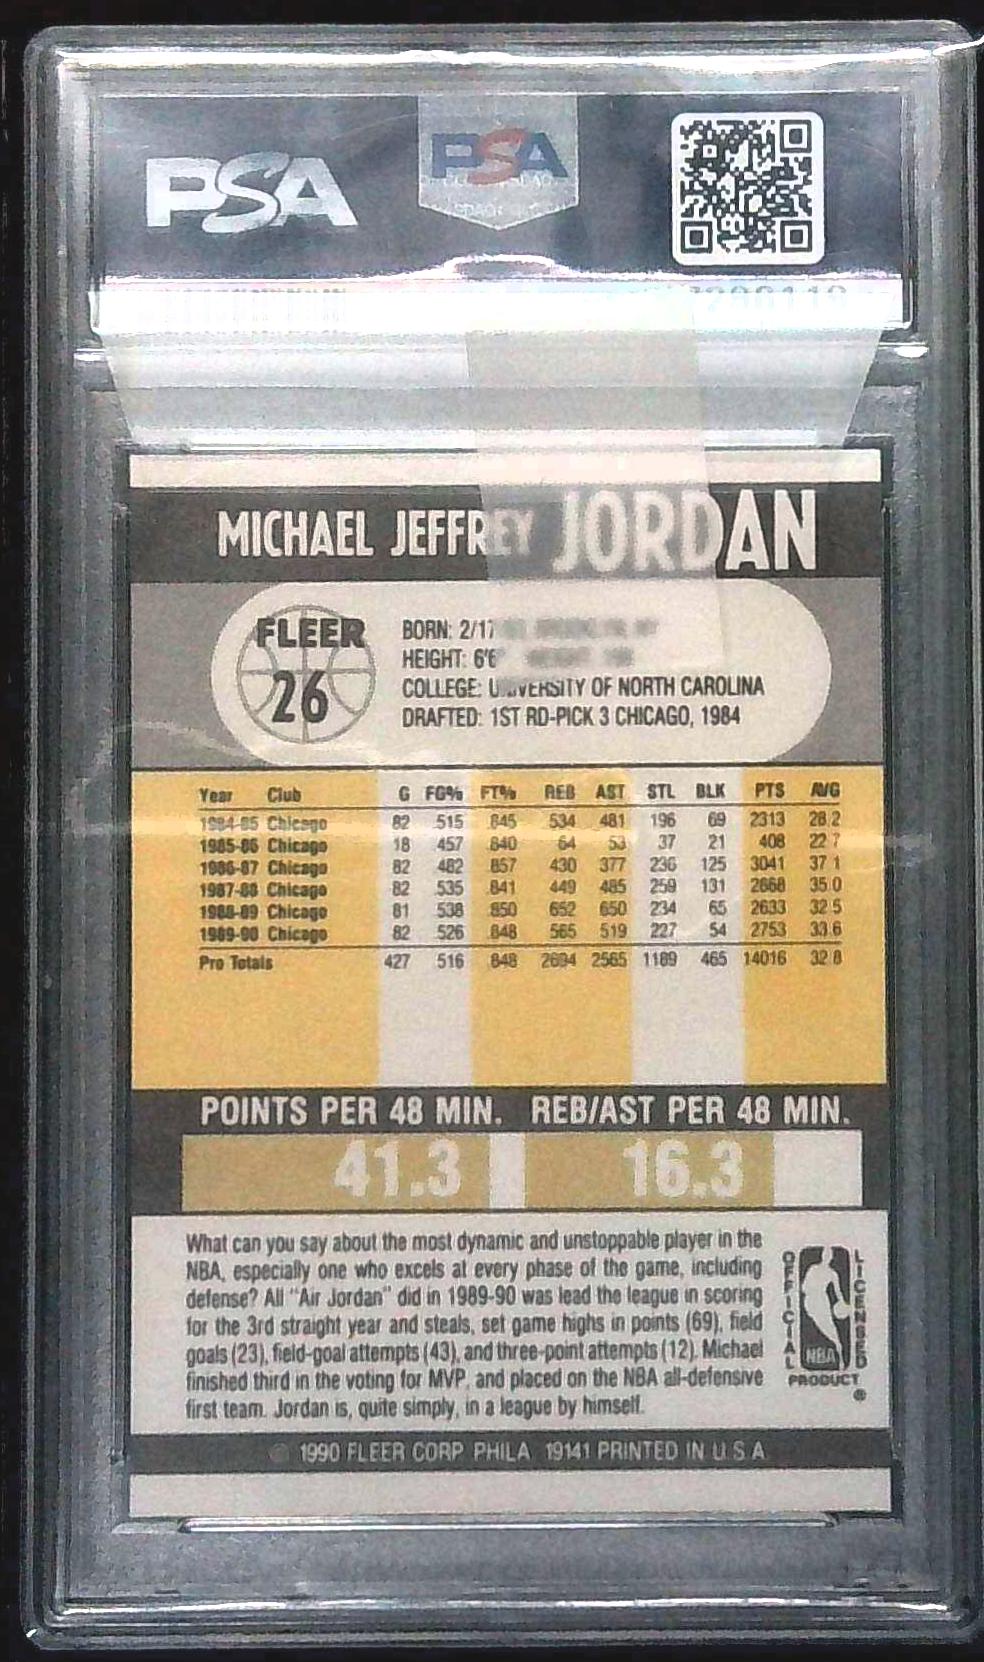 PSA
PSA
MICHAEL JEFFREY JORDAN
FLEER
26
BORN: 2/17
HEIGHT: 6'6"
COLLEGE: UNIVERSITY OF NORTH CAROLINA
DRAFTED: 1ST RD-PICK 3 CHICAGO, 1984
Year Club G FG% FT% REB AST STL BLK PTS AVG
1984-85 Chicago 82 .515 .845 534 481 196 69 2313 28.2
1985-86 Chicago 18 .457 .840 64 53 37 21 408 22.7
1986-87 Chicago 82 .482 .857 430 377 236 125 3041 37.1
1987-88 Chicago 82 .535 .841 449 485 259 131 2868 35.0
1988-89 Chicago 81 .538 .850 652 650 234 65 2633 32.5
1989-90 Chicago 82 .526 .848 565 519 227 54 2753 33.6
Pro Totals 427 .516 .848 2694 2565 1189 465 14016 32.8
POINTS PER 48 MIN. REB/AST PER 48 MIN.
41.3 16.3
What can you say about the most dynamic and unstoppable player in the
NBA, especially one who excels at every phase of the game, including
defense? All "Air Jordan" did in 1989-90 was lead the league in scoring
for the 3rd straight year and steals, set game highs in points (69), field
goals (23), field-goal attempts (43), and three-point attempts (12). Michael
finished third in the voting for MVP, and placed on the NBA all-defensive
first team. Jordan is, quite simply, in a league by himself.
OFFICIAL LICENSED
NBA
PRODUCT
®
© 1990 FLEER CORP PHILA 19141 PRINTED IN U.S.A.